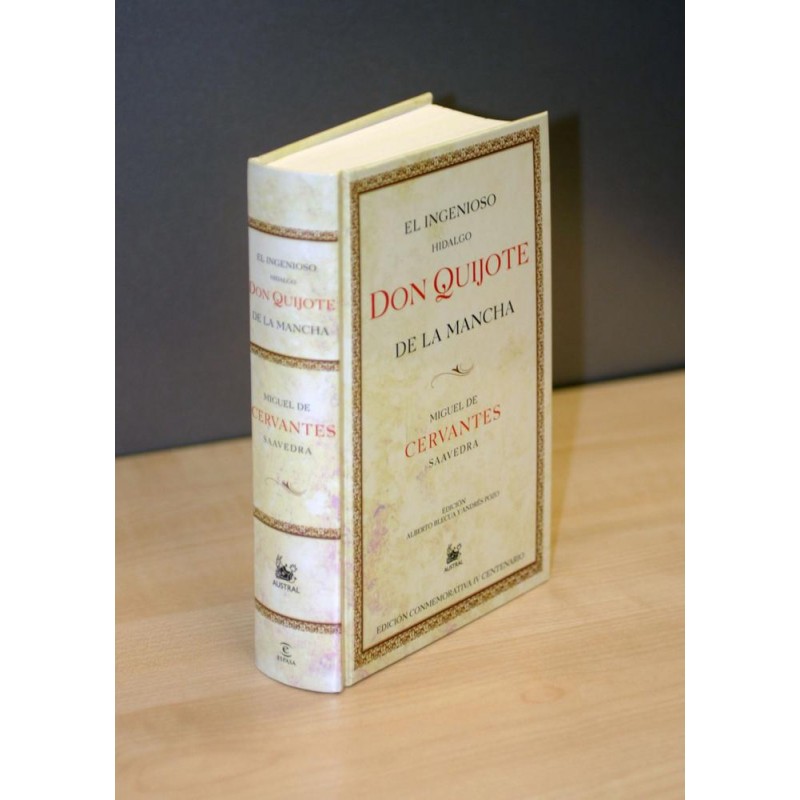 EL INGENIOSO
HIDALGO
DON QUIJOTE
DE LA MANCHA
MIGUEL DE
CERVANTES
SAAVEDRA
AUSTRAL
ESPASA
EL INGENIOSO
HIDALGO
DON QUIJOTE
DE LA MANCHA
MIGUEL DE
CERVANTES
SAAVEDRA
EDICIÓN
ALBERTO BLECUA Y ANDRÉS POZO
AUSTRAL
EDICIÓN CONMEMORATIVA IV CENTENARIO